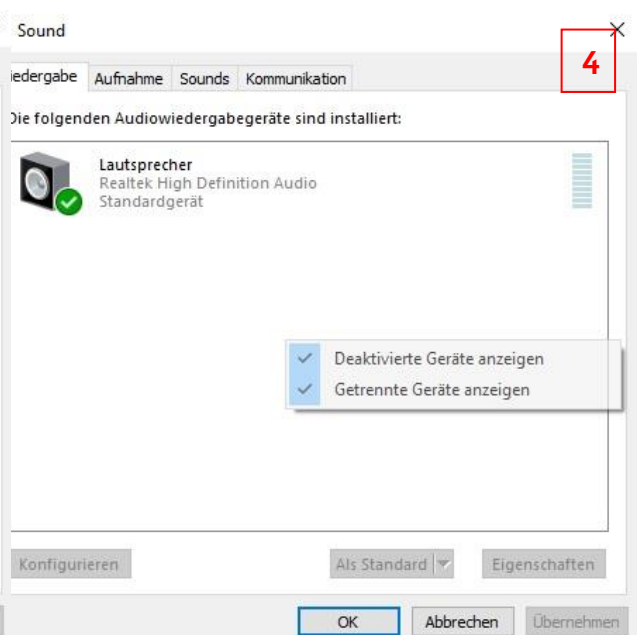 Sound
4
iedergabe Aufnahme Sounds Kommunikation
Die folgenden Audiowiedergabegeräte sind installiert:
Lautsprecher
Realtek High Definition Audio
Standardgerät
Deaktivierte Geräte anzeigen
Getrennte Geräte anzeigen
Konfigurieren Als Standard Eigenschaften
OK Abbrechen Übernehmen